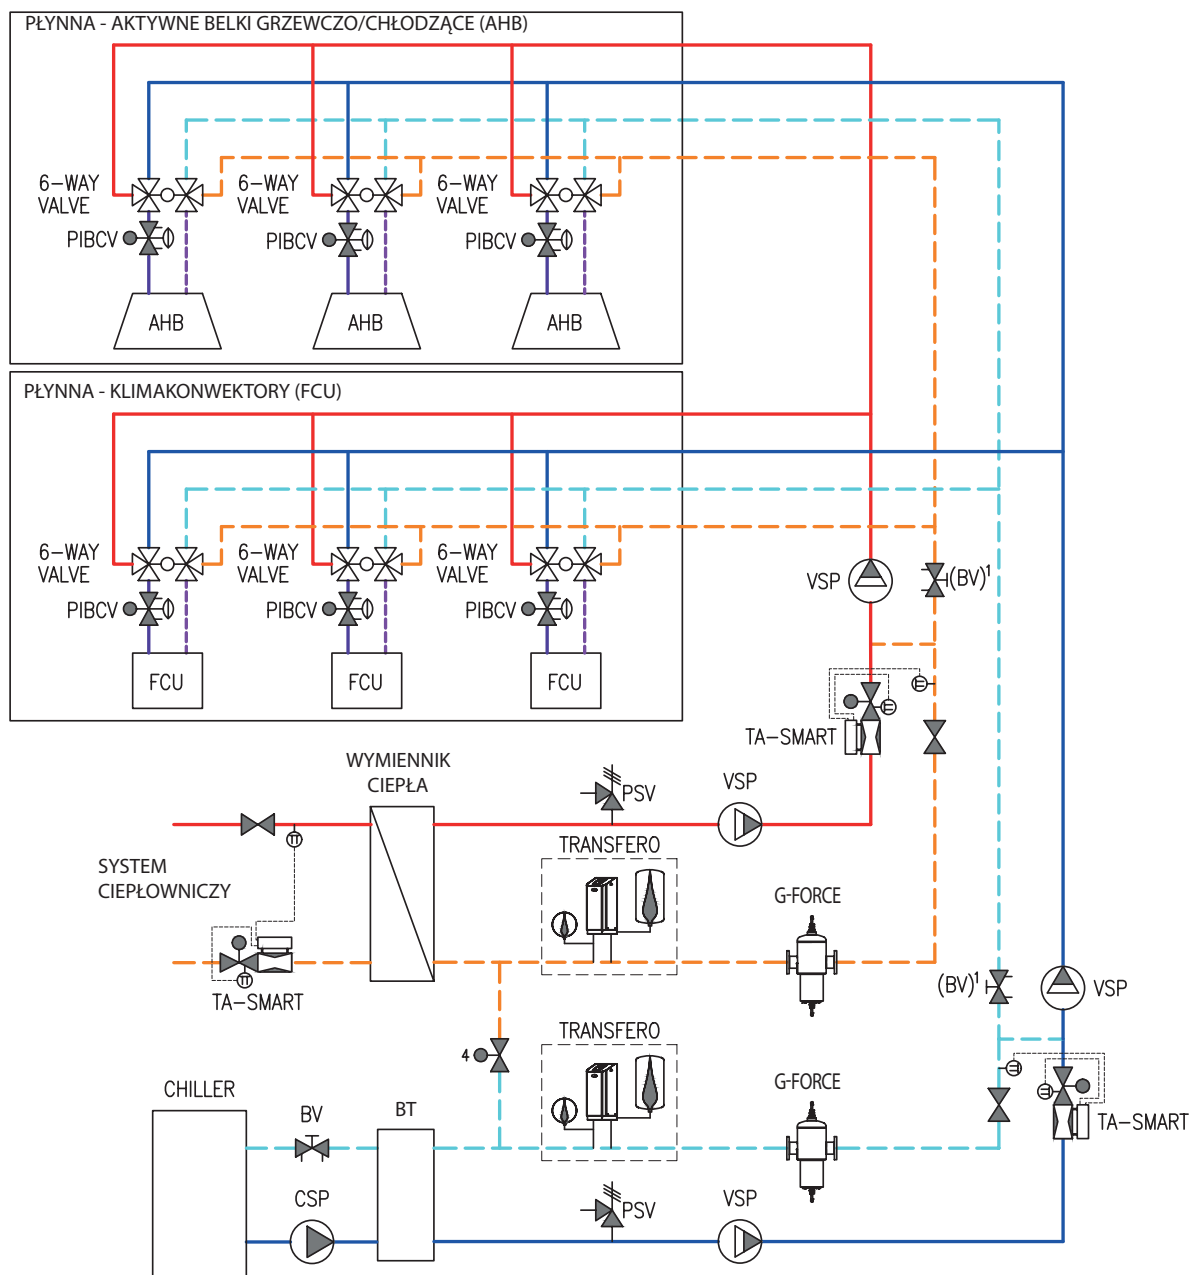 PŁYNNA - AKTYWNE BELKI GRZEWCZO/CHŁODZĄCE (AHB)
6-WAY
VALVE
6-WAY
VALVE
6-WAY
VALVE
PIBCV
PIBCV
PIBCV
AHB
AHB
AHB
PŁYNNA - KLIMAKONWEKTORY (FCU)
6-WAY
VALVE
6-WAY
VALVE
6-WAY
VALVE
PIBCV
PIBCV
PIBCV
FCU
FCU
FCU
VSP
(BV)¹
TA-SMART
WYMIENNIK
CIEPŁA
PSV
VSP
SYSTEM
CIEPŁOWNICZY
TRANSFERO
G-FORCE
TA-SMART
(BV)¹
VSP
4
TRANSFERO
G-FORCE
TA-SMART
CHILLER
BV
BT
CSP
PSV
VSP